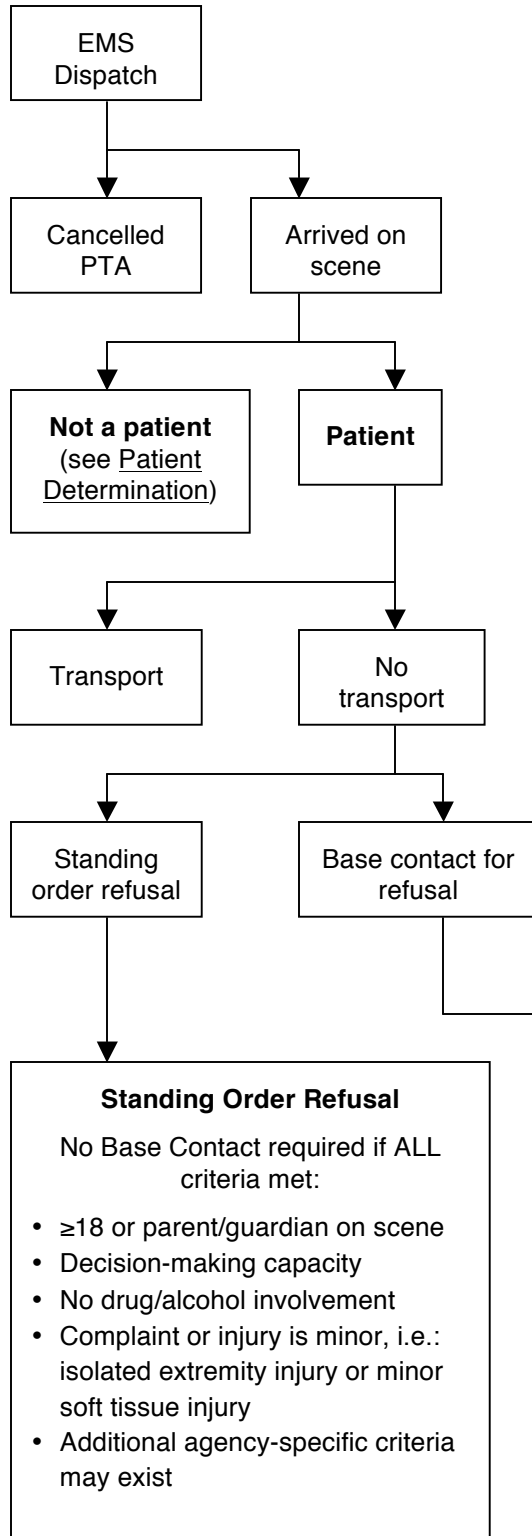 EMS
Dispatch
Cancelled
PTA
Arrived on
scene
Not a patient
(see Patient
Determination)
Patient
Transport
No
transport
Standing
order refusal
Base contact for
refusal
Standing Order Refusal
No Base Contact required if ALL
criteria met:
• ≥18 or parent/guardian on scene
• Decision-making capacity
• No drug/alcohol involvement
• Complaint or injury is minor, i.e.:
isolated extremity injury or minor
soft tissue injury
• Additional agency-specific criteria
may exist